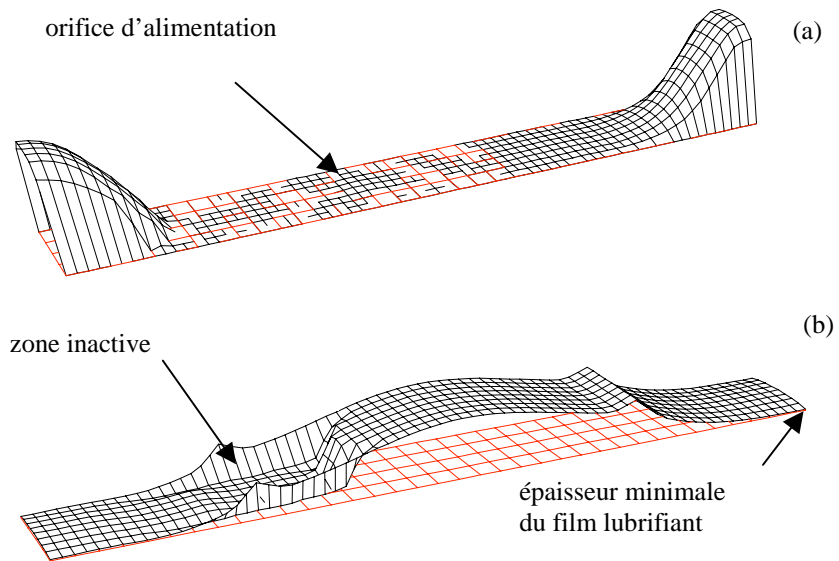 orifice d’alimentation
(a)
(b)
zone inactive
épaisseur minimale
du film lubrifiant